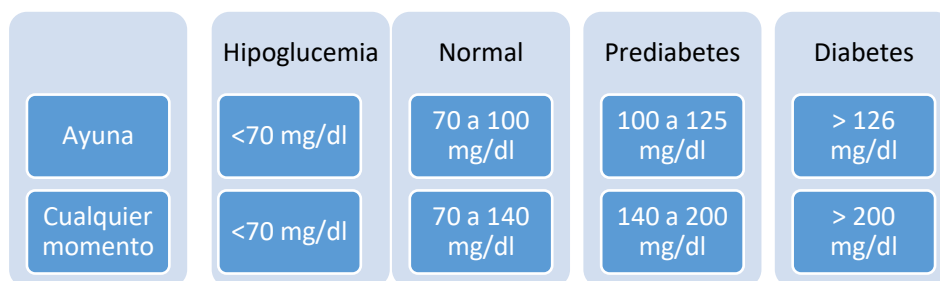 Hipoglucemia Normal Prediabetes Diabetes
Ayuna <70 mg/dl 70 a 100 mg/dl 100 a 125 mg/dl > 126 mg/dl
Cualquier momento <70 mg/dl 70 a 140 mg/dl 140 a 200 mg/dl > 200 mg/dl